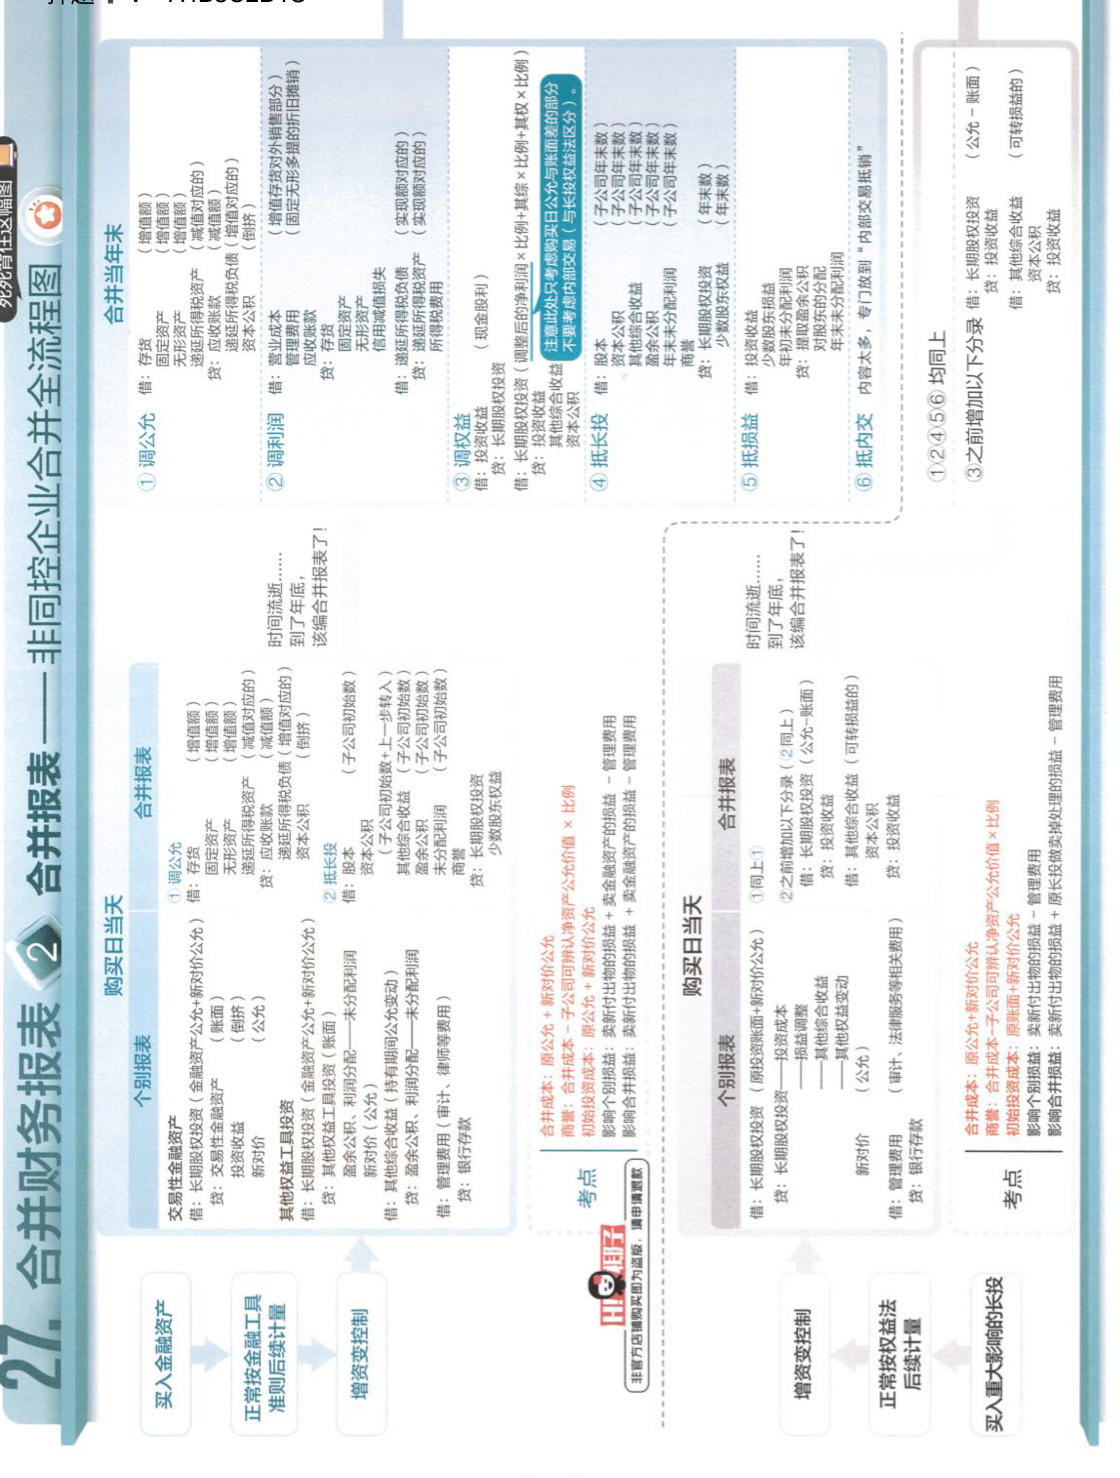 27.
合并财务报表 2 合并报表——非同控企业合并全流程图
死死背住这幅图
买入金融资产
正常按金融工具
准则后续计量
增资变控制
购买日当天
个别报表
交易性金融资产
借：长期股权投资（金融资产公允+新对价公允）
贷：交易性金融资产 （账面）
投资收益 （倒挤）
新对价 （公允）
其他权益工具投资
借：长期股权投资（金融资产公允+新对价公允
贷：其他权益工具投资（账面）
盈余公积、利润分配——未分配利润
新对价（公允）
借：其他综合收益（持有期间公允变动）
贷：盈余公积、利润分配——未分配利润
借：管理费用（审计、律师等费用）
贷：银行存款
合并报表
①调公允
借：存货 （增值额）
固定资产 （增值额）
无形资产 （增值额）
递延所得税资产 （减值对应的）
贷：应收账款 （减值额）
递延所得税负债（增值对应的）
资本公积 （倒挤）
②抵长投
借：股本 （子公司初始数）
资本公积
（子公司初始数+上一步转入）
其他综合收益 （子公司初始数）
盈余公积 （子公司初始数）
未分配利润 （子公司初始数）
商誉
贷：长期股权投资
少数股东权益
考点
合并成本：原公允 + 新对价公允
商誉：合并成本 - 子公司可辨认净资产公允价值 × 比例
初始投资成本：原公允 + 新对价公允
影响个别损益：卖新付出物的损益 + 卖金融资产的损益 - 管理费用
影响合并损益：卖新付出物的损益 + 卖金融资产的损益 - 管理费用
时间流逝……
到了年底，
该编合并报表了！
合并当年末
① 调公允
借：存货 （增值额）
固定资产 （增值额）
无形资产 （增值额）
递延所得税资产 （减值对应的）
贷：应收账款 （减值额）
递延所得税负债（增值对应的）
资本公积 （倒挤）
② 调利润
借：营业成本 （增值存货对外销售部分）
管理费用 （固定无形多提的折旧摊销）
应收账款
贷：存货
固定资产
无形资产
信用减值损失
借：递延所得税负债 （实现额对应的）
贷：递延所得税资产 （实现额对应的）
所得税费用
③ 调权益
借：投资收益 （现金股利）
贷：长期股权投资
借：长期股权投资（调整后的净利润×比例+其综×比例+其权×比例）
贷：投资收益
其他综合收益
资本公积
注意此处只考虑购买日公允与账面差的部分
不要考虑内部交易（与长投权益法区分）。
④ 抵长投
借：股本 （子公司年末数）
资本公积 （子公司年末数）
其他综合收益 （子公司年末数）
盈余公积 （子公司年末数）
年末未分配利润 （子公司年末数）
商誉
贷：长期股权投资 （年末数）
少数股东权益 （年末数）
⑤ 抵损益
借：投资收益
少数股东损益
年初未分配利润
贷：提取盈余公积
对股东的分配
年末未分配利润
⑥ 抵内交
内容太多，专门放到“内部交易抵销”
Hi
非官方店铺购买即为盗版，请申请退款
增资变控制
正常按权益法
后续计量
买入重大影响的长投
购买日当天
个别报表
借：长期股权投资 （原投资账面+新对价公允）
贷：长期股权投资——投资成本
——损益调整
——其他综合收益
——其他权益变动
新对价 （公允）
借：管理费用 （审计、法律服务等相关费用）
贷：银行存款
合并报表
①同上①
②之前增加以下分录（②同上）
借：长期股权投资（公允-账面）
贷：投资收益
借：其他综合收益（可转损益的）
资本公积
贷：投资收益
考点
合并成本：原公允+新对价公允
商誉：合并成本-子公司可辨认净资产公允价值×比例
初始投资成本：原账面+新对价公允
影响个别损益：卖新付出物的损益 - 管理费用
影响合并损益：卖新付出物的损益 + 原长投做卖掉处理的损益 - 管理费用
时间流逝……
到了年底，
该编合并报表了！
①②④⑤⑥ 均同上
③之前增加以下分录
借：长期股权投资 （公允-账面）
贷：投资收益
借：其他综合收益 （可转损益的）
资本公积
贷：投资收益